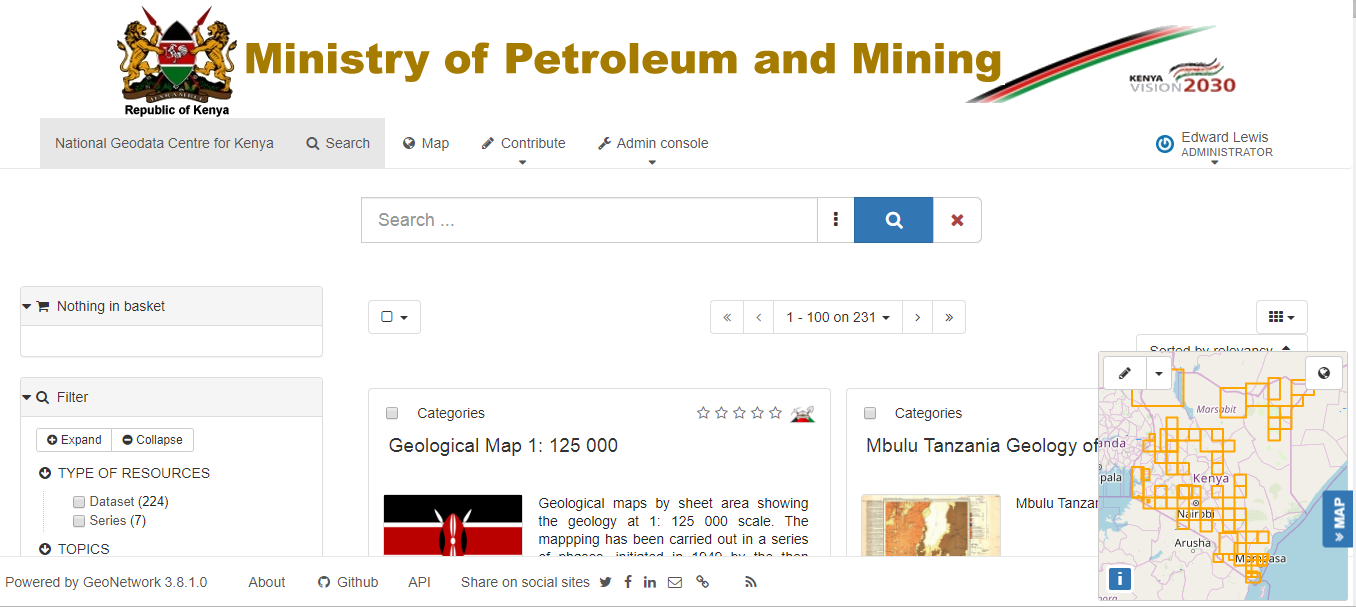 Ministry of Petroleum and Mining
Republic of Kenya
KENYA
VISION 2030
National Geodata Centre for Kenya
Search
Map
Contribute
Admin console
Edward Lewis
ADMINISTRATOR
Search ...
Nothing in basket
1 - 100 on 231
Sorted by relevancy
Filter
Expand
Collapse
TYPE OF RESOURCES
Dataset (224)
Series (7)
TOPICS
Categories
Geological Map 1: 125 000
Geological maps by sheet area showing
the geology at 1: 125 000 scale. The
mappping has been carried out in a series
of phases, initiated in 1949 by the then
Categories
Mbulu Tanzania Geology of
Mbulu Tanzan
Marsabit
anda
pala
Kenya
Nairobi
Arusha
Mombasa
MAP
Powered by GeoNetwork 3.8.1.0
About
Github
API
Share on social sites